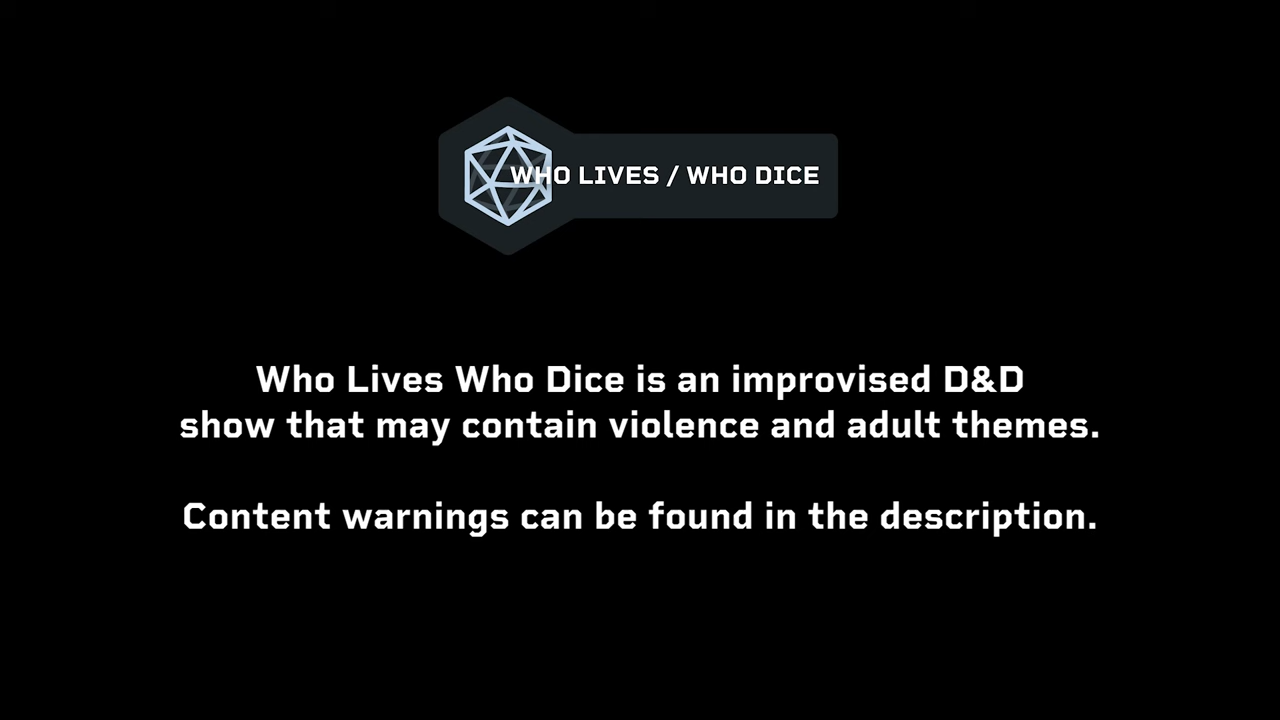 WHO LIVES / WHO DICE
Who Lives Who Dice is an improvised D&D
show that may contain violence and adult themes.
Content warnings can be found in the description.